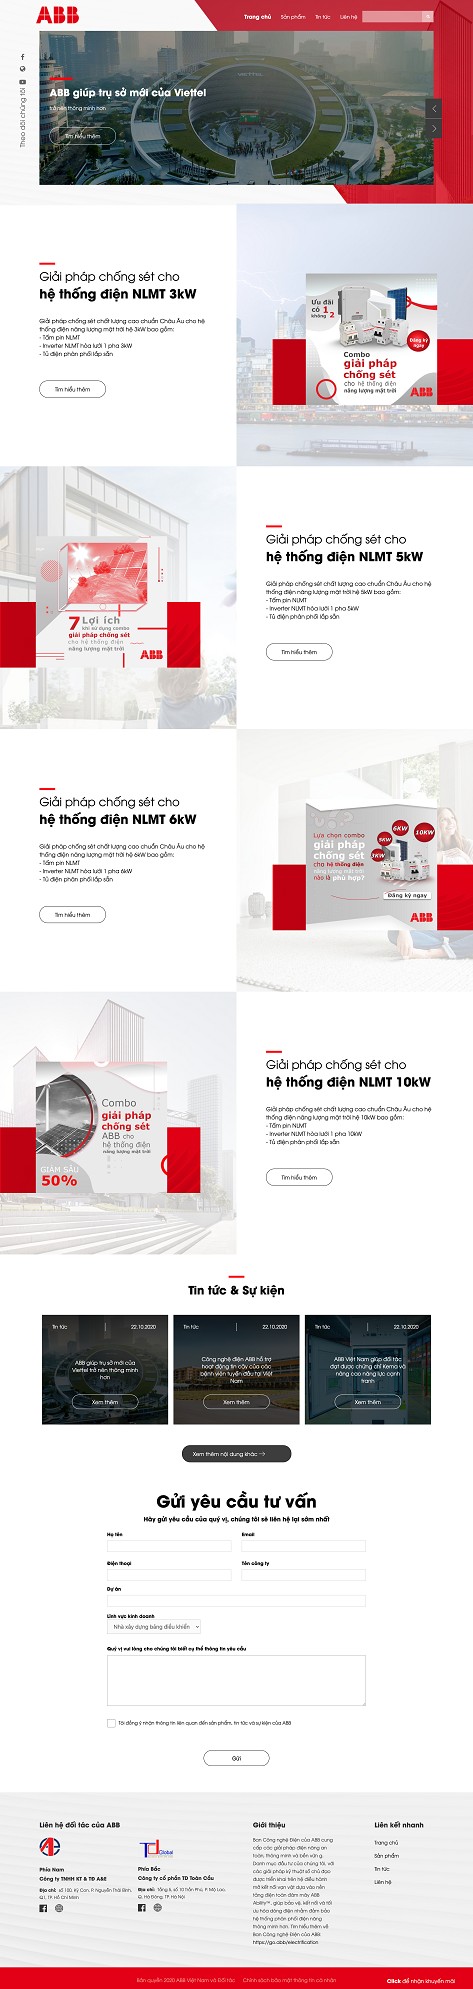 ABB
Trang chủ
Sản phẩm
Tin tức
Liên hệ
Theo dõi chúng tôi
ABB giúp trụ sở mới của Viettel
trở nên thông minh hơn
Tìm hiểu thêm
Giải pháp chống sét cho
hệ thống điện NLMT 3kW
Giải pháp chống sét chất lượng cao chuẩn Châu Âu cho hệ
thống điện năng lượng mặt trời hệ 3kW bao gồm:
- Tấm pin NLMT
- Inverter NLMT hòa lưới 1 pha 3kW
- Tủ điện phân phối lắp sẵn
Tìm hiểu thêm
Ưu đãi
có 1 2
không
Đăng ký
ngay
Combo
giải pháp
chống sét
cho hệ thống điện
năng lượng mặt trời
ABB
7 Lợi ích
khi sử dụng combo
giải pháp chống sét
cho hệ thống điện
năng lượng mặt trời
ABB
Giải pháp chống sét cho
hệ thống điện NLMT 5kW
Giải pháp chống sét chất lượng cao chuẩn Châu Âu cho hệ
thống điện năng lượng mặt trời hệ 5kW bao gồm:
- Tấm pin NLMT
- Inverter NLMT hòa lưới 1 pha 5kW
- Tủ điện phân phối lắp sẵn
Tìm hiểu thêm
Giải pháp chống sét cho
hệ thống điện NLMT 6kW
Giải pháp chống sét chất lượng cao chuẩn Châu Âu cho hệ
thống điện năng lượng mặt trời hệ 6kW bao gồm:
- Tấm pin NLMT
- Inverter NLMT hòa lưới 1 pha 6kW
- Tủ điện phân phối lắp sẵn
Tìm hiểu thêm
Lựa chọn combo
giải pháp
chống sét
cho hệ thống điện
năng lượng mặt trời
nào là phù hợp?
3KW
5KW
6KW
10KW
Đăng ký ngay
ABB
Combo
giải pháp
chống sét
ABB cho
hệ thống điện
năng lượng mặt trời
GIẢM SÂU
50%
Giải pháp chống sét cho
hệ thống điện NLMT 10kW
Giải pháp chống sét chất lượng cao chuẩn Châu Âu cho hệ
thống điện năng lượng mặt trời hệ 10kW bao gồm:
- Tấm pin NLMT
- Inverter NLMT hòa lưới 1 pha 10kW
- Tủ điện phân phối lắp sẵn
Tìm hiểu thêm
Tin tức & Sự kiện
Tin tức
22.10.2020
ABB giúp trụ sở mới của
Viettel trở nên thông minh
hơn
Xem thêm
Tin tức
22.10.2020
Công nghệ điện ABB hỗ trợ
hoạt động tin cậy của các
bệnh viện tuyến đầu tại Việt
Nam
Xem thêm
Tin tức
22.10.2020
ABB Việt Nam giúp đối tác
đạt được chứng chỉ Kema và
nâng cao năng lực cạnh
tranh
Xem thêm
Xem thêm nội dung khác
Gửi yêu cầu tư vấn
Hãy gửi yêu cầu của quý vị, chúng tôi sẽ liên hệ lại sớm nhất
Họ tên
Email
Điện thoại
Tên công ty
Dự án
Lĩnh vực kinh doanh
Nhà xây dựng bảng điều khiển
Quý vị vui lòng cho chúng tôi biết cụ thể thông tin yêu cầu
Tôi đồng ý nhận thông tin liên quan đến sản phẩm, tin tức và sự kiện của ABB
Gửi
Liên hệ đối tác của ABB
Phía Nam
Công ty TNHH KT & TĐ A&E
Địa chỉ: số 100, Ký Con, P. Nguyễn Thái Bình,
Q1, TP. Hồ Chí Minh
Global
Phía Bắc
Công ty cổ phần TD Toàn Cầu
Địa chỉ: Tầng 5, số 10 Trần Phú, P. Mộ Lao,
Q. Hà Đông, TP. Hà Nội
Giới thiệu
Ban Công nghệ Điện của ABB cung
cấp các giải pháp điện năng an
toàn, thông minh và bền vững.
Danh mục đầu tư của chúng tôi, với
các giải pháp kỹ thuật số chủ đạo
được triển khai trên hệ điều hành
mở kết nối vạn vật dựa vào nền
tảng điện toán đám mây ABB
Ability™, giúp bảo vệ, kết nối và tối
ưu hóa dòng điện nhằm đảm bảo
hệ thống phân phối điện năng
thông minh hơn. Tìm hiểu thêm về
Ban Công nghệ Điện của ABB:
https://go.abb/electrification
Liên kết nhanh
Trang chủ
Sản phẩm
Tin tức
Liên hệ
Bản quyền 2020 ABB Việt Nam và Đối tác
Chính sách bảo mật thông tin cá nhân
Click để nhận khuyến mãi